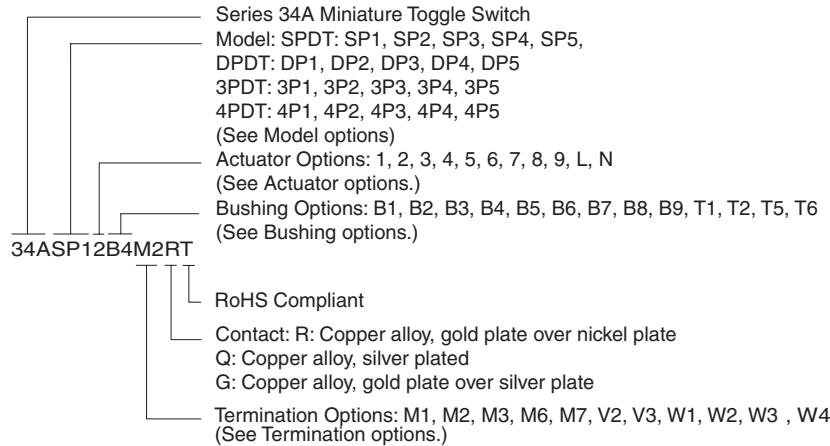 Series 34A Miniature Toggle Switch
Model: SPDT: SP1, SP2, SP3, SP4, SP5,
DPDT: DP1, DP2, DP3, DP4, DP5
3PDT: 3P1, 3P2, 3P3, 3P4, 3P5
4PDT: 4P1, 4P2, 4P3, 4P4, 4P5
(See Model options)
Actuator Options: 1, 2, 3, 4, 5, 6, 7, 8, 9, L, N
(See Actuator options.)
Bushing Options: B1, B2, B3, B4, B5, B6, B7, B8, B9, T1, T2, T5, T6
(See Bushing options.)
34ASP12B4M2RT
RoHS Compliant
Contact: R: Copper alloy, gold plate over nickel plate
Q: Copper alloy, silver plated
G: Copper alloy, gold plate over silver plate
Termination Options: M1, M2, M3, M6, M7, V2, V3, W1, W2, W3 , W4
(See Termination options.)